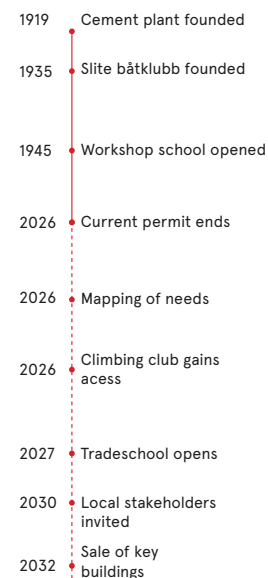 1919 Cement plant founded
1935 Slite båtklubb founded
1945 Workshop school opened
2026 Current permit ends
2026 Mapping of needs
2026 Climbing club gains
acess
2027 Tradeschool opens
2030 Local stakeholders
invited
2032 Sale of key
buildings